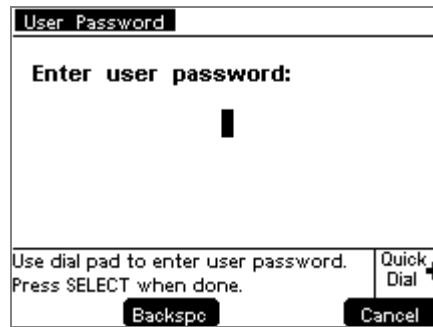 User Password
Enter user password:
Use dial pad to enter user password.
Press SELECT when done.
Quick
Dial
Backspc
Cancel